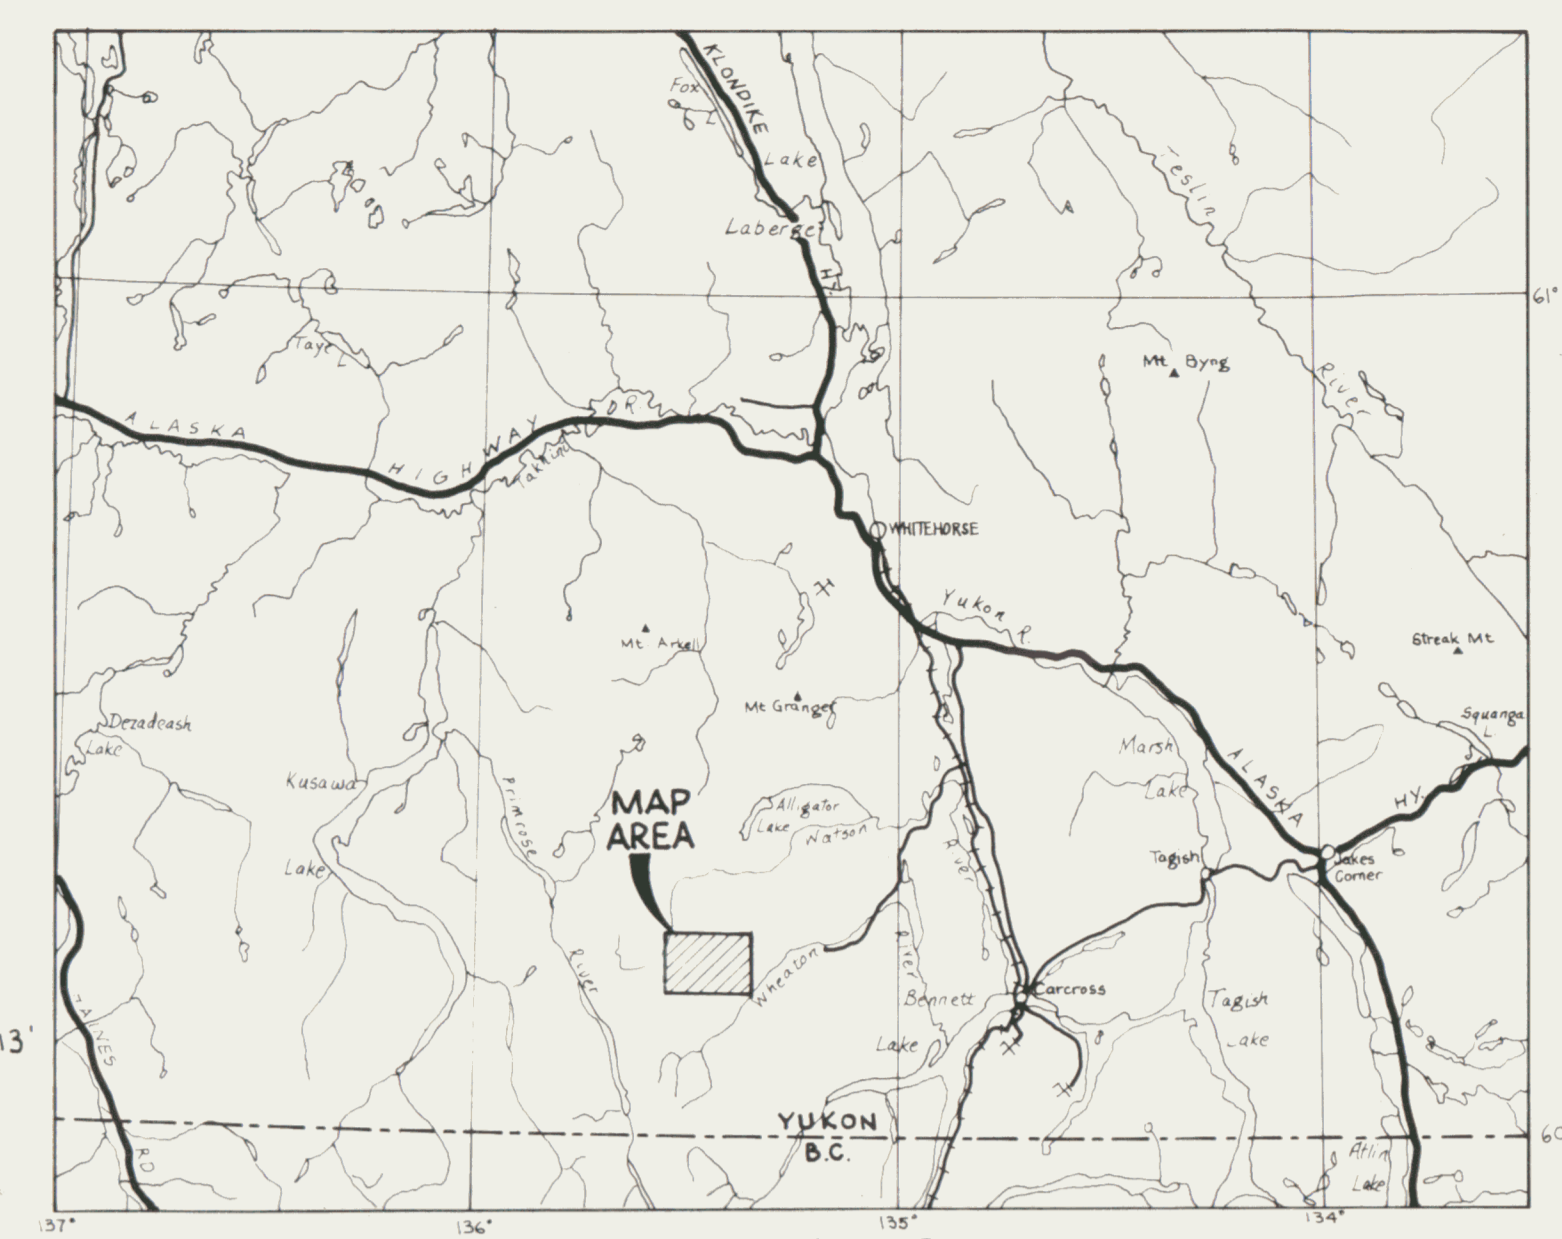 KLONDIKE
Fox
L
Lake
Laberge
HY.
Teslin
61°
Taye
L
Mt Byng
River
ALASKA
HIGHWAY
Takhini
R.
WHITEHORSE
Yukon
R.
Mt Arkell
Streak Mt
Mt Granger
Dezadeash
Lake
Squanga
L
Marsh
Lake
ALASKA
HY.
Kusawa
Lake
Primrose
River
MAP
AREA
Alligator
Lake
Watson
River
Tagish
Jakes
Corner
Wheaton
River
Bennett
Lake
Carcross
Tagish
Lake
13'
HAINES
RD
YUKON
B.C.
Atlin
Lake
60
137°
136°
135°
134°